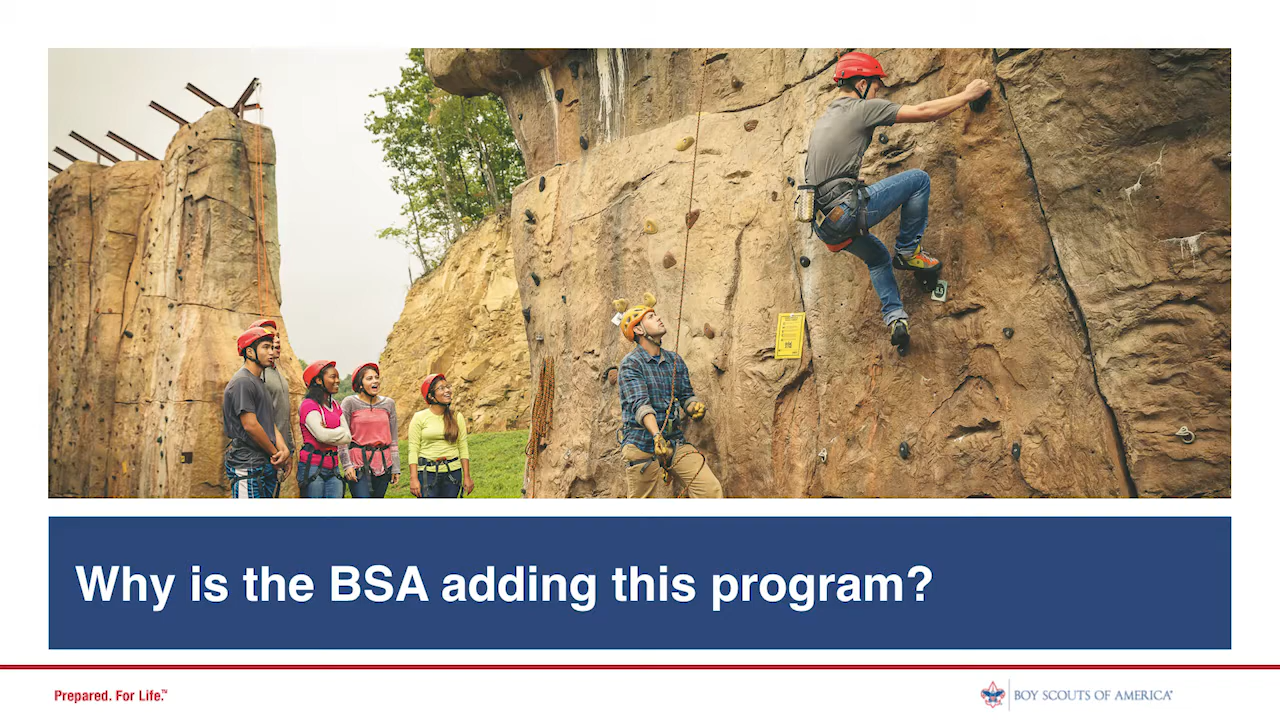 Why is the BSA adding this program?
Prepared. For Life.™
BOY SCOUTS OF AMERICA®